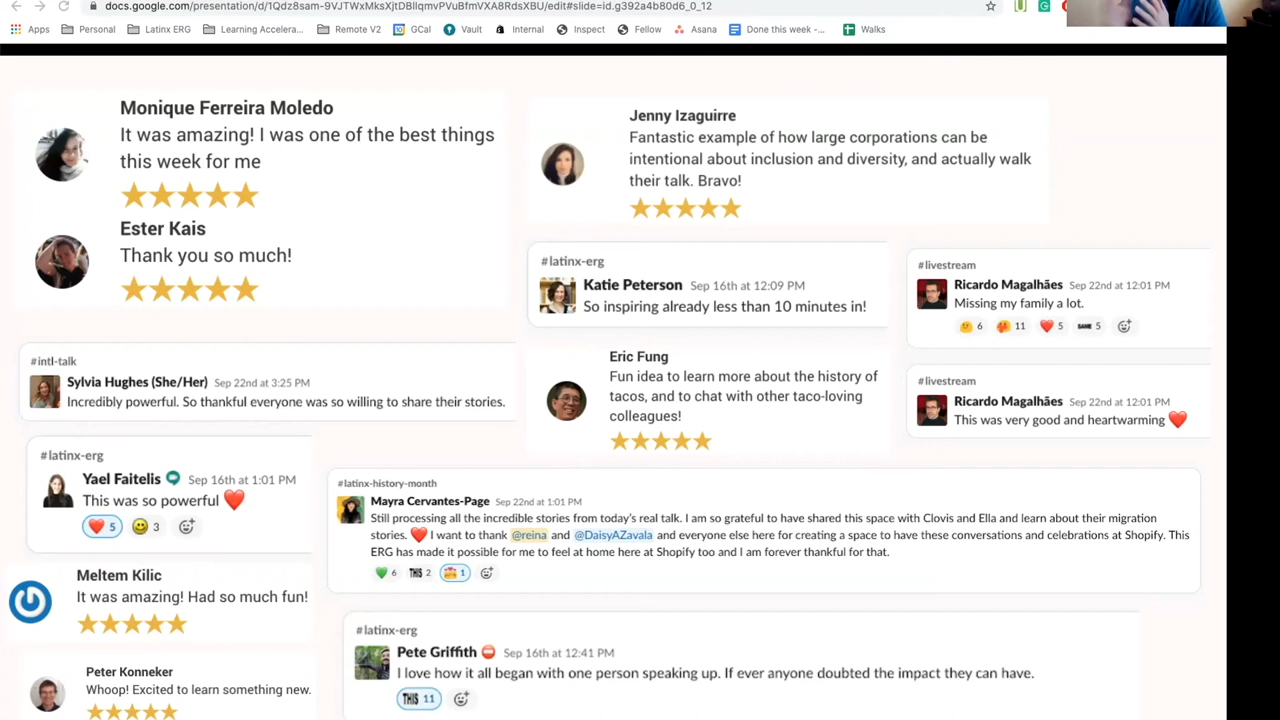 docs.google.com/presentation/d/1Qdz8sam-9VJTWxMksXjtDBIlqmvPVuBfmVXA8RdsXBU/edit#slide=id.g392a4b80d6_0_12
Apps Personal Latinx ERG Learning Accelera... Remote V2 GCal Vault Internal Inspect Fellow Asana Done this week -... Walks
Monique Ferreira Moledo
It was amazing! I was one of the best things
this week for me
Ester Kais
Thank you so much!
Jenny Izaguirre
Fantastic example of how large corporations can be
intentional about inclusion and diversity, and actually walk
their talk. Bravo!
#latinx-erg
Katie Peterson Sep 16th at 12:09 PM
So inspiring already less than 10 minutes in!
#livestream
Ricardo Magalhães Sep 22nd at 12:01 PM
Missing my family a lot.
6 11 5 SAME 5
#intl-talk
Sylvia Hughes (She/Her) Sep 22nd at 3:25 PM
Incredibly powerful. So thankful everyone was so willing to share their stories.
Eric Fung
Fun idea to learn more about the history of
tacos, and to chat with other taco-loving
colleagues!
#livestream
Ricardo Magalhães Sep 22nd at 12:01 PM
This was very good and heartwarming
#latinx-erg
Yael Faitelis Sep 16th at 1:01 PM
This was so powerful
5 3
#latinx-history-month
Mayra Cervantes-Page Sep 22nd at 1:01 PM
Still processing all the incredible stories from today's real talk. I am so grateful to have shared this space with Clovis and Ella and learn about their migration
stories. I want to thank @reina and @DaisyAZavala and everyone else here for creating a space to have these conversations and celebrations at Shopify. This
ERG has made it possible for me to feel at home here at Shopify too and I am forever thankful for that.
6 THIS 2 1
Meltem Kilic
It was amazing! Had so much fun!
#latinx-erg
Pete Griffith Sep 16th at 12:41 PM
I love how it all began with one person speaking up. If ever anyone doubted the impact they can have.
THIS 11
Peter Konneker
Whoop! Excited to learn something new.